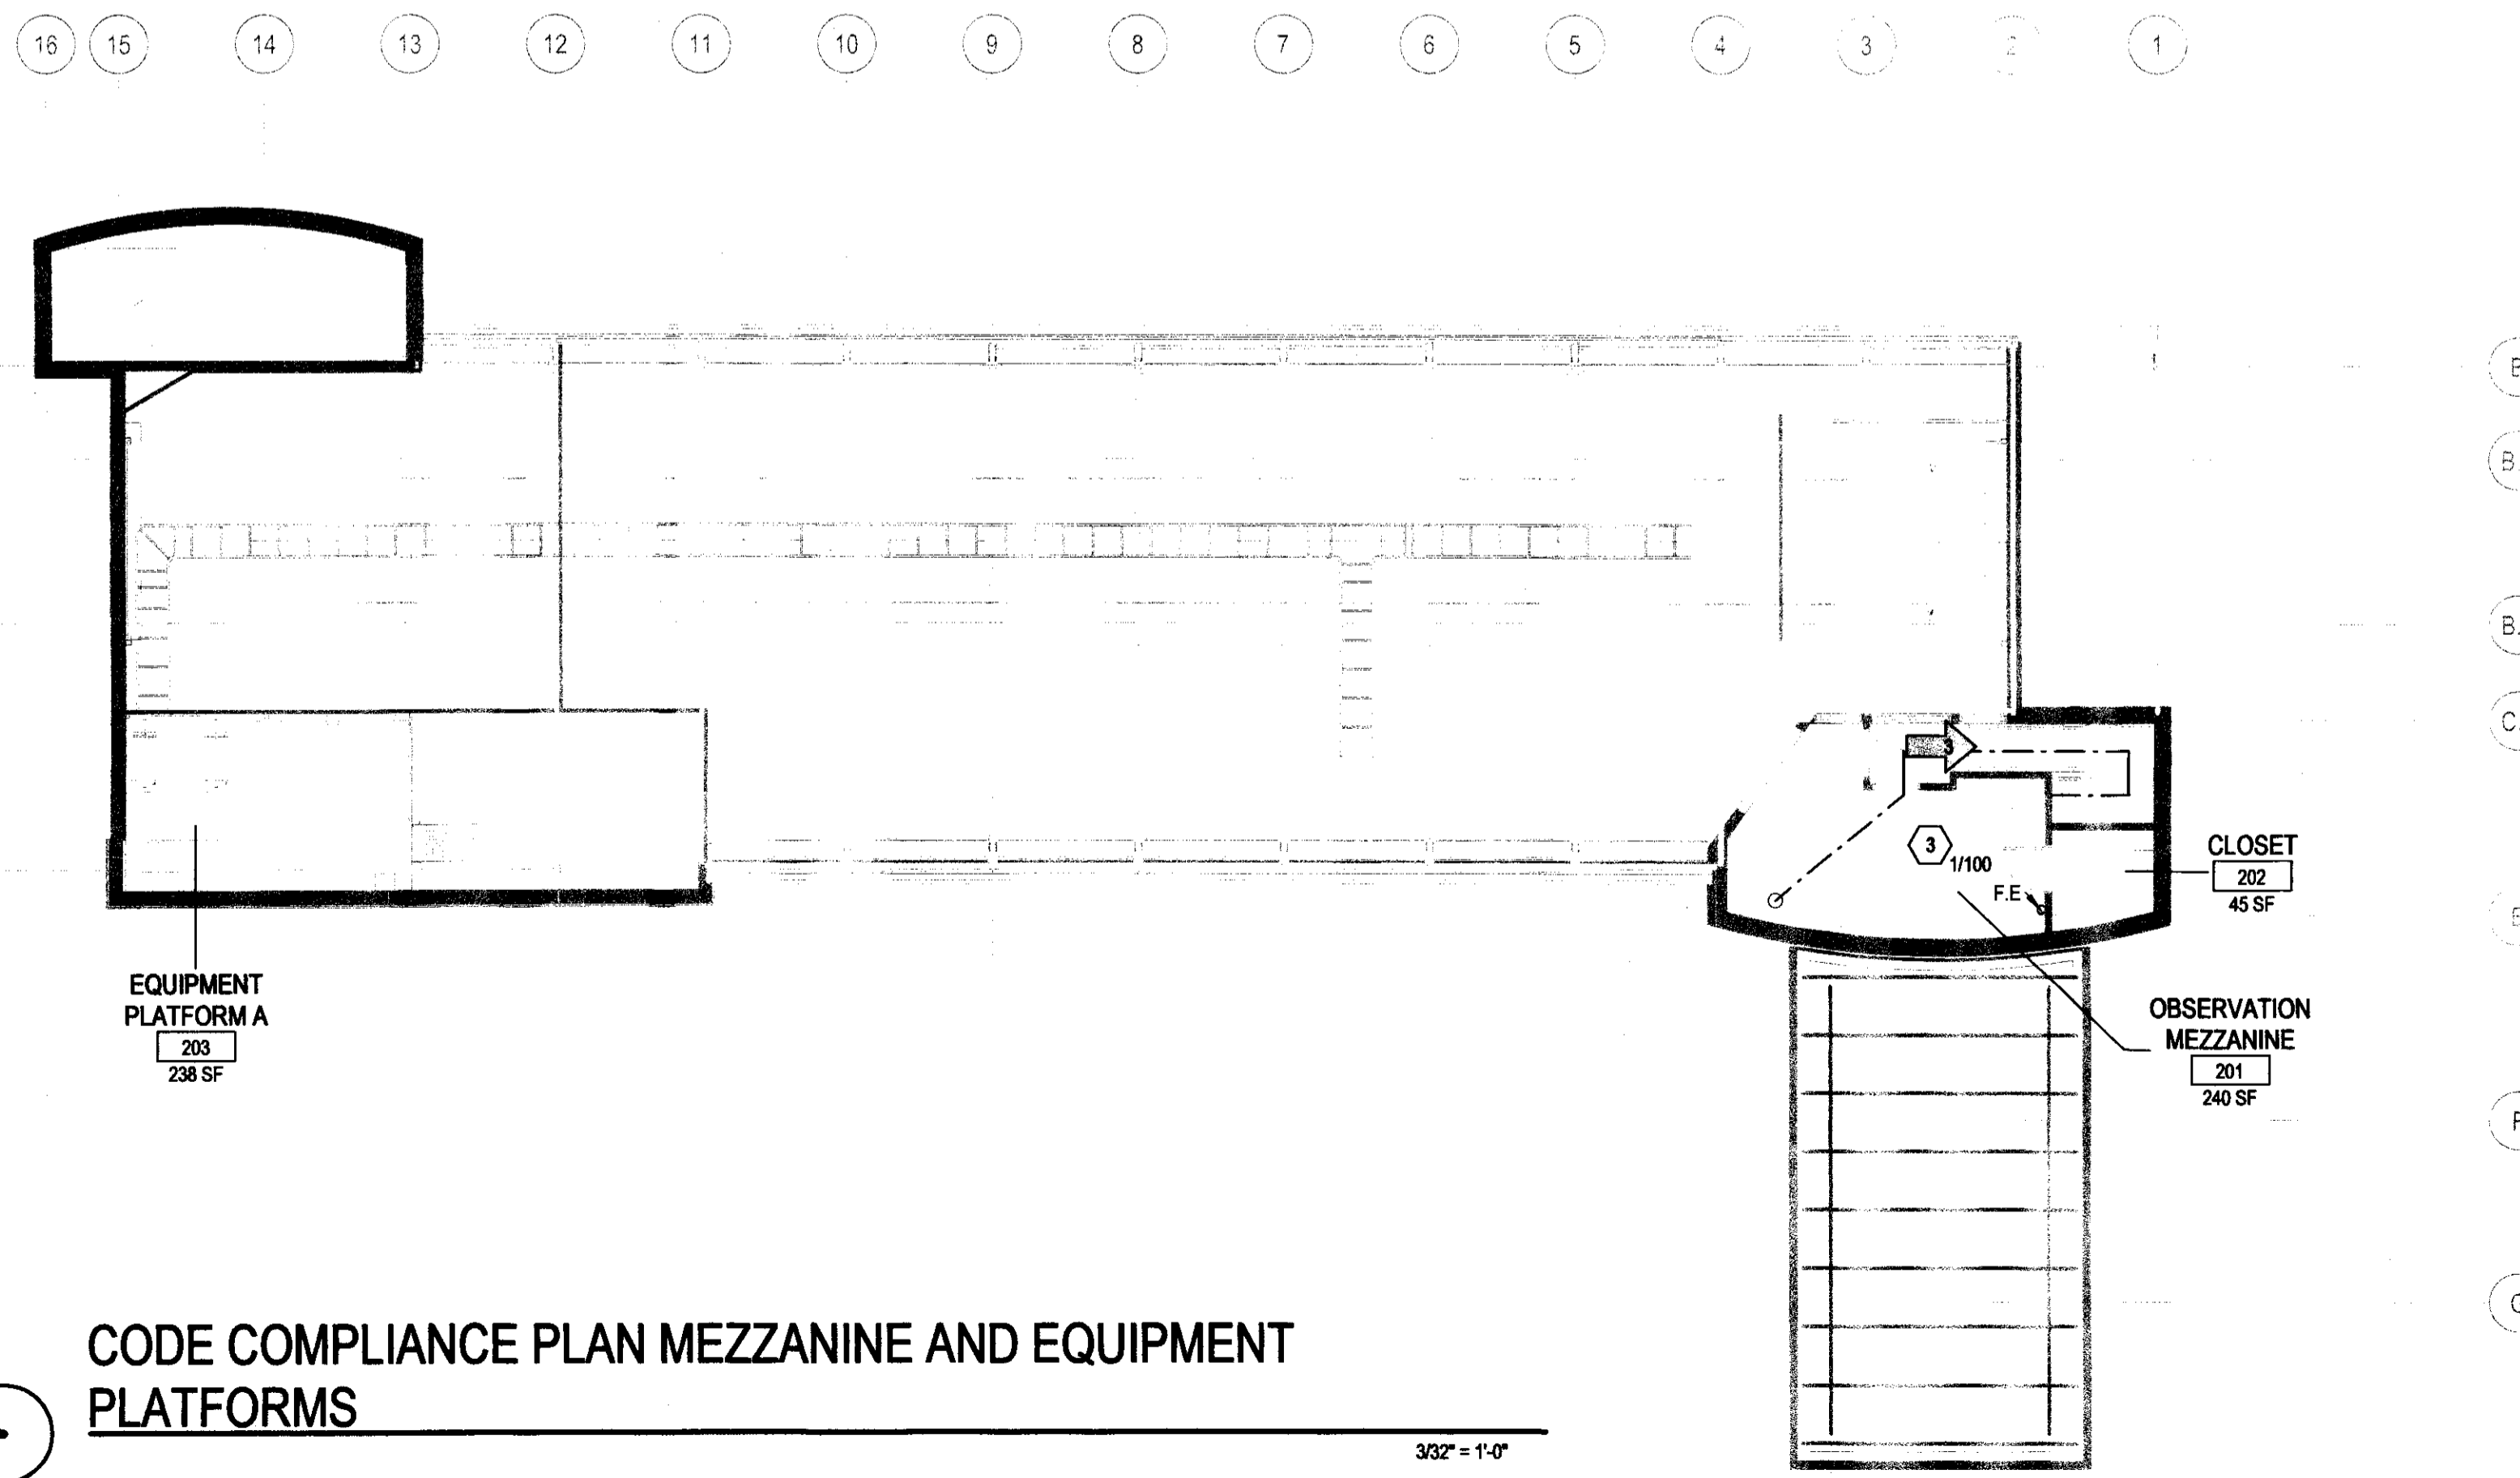 16 15 14 13 12 11 10 9 8 7 6 5 4 3 2 1
B
B.
B.
C.
3
3
1/100
F.E
CLOSET
202
45 SF
E
EQUIPMENT
PLATFORM A
203
238 SF
OBSERVATION
MEZZANINE
201
240 SF
F
CODE COMPLIANCE PLAN MEZZANINE AND EQUIPMENT
PLATFORMS
3/32" = 1'-0"